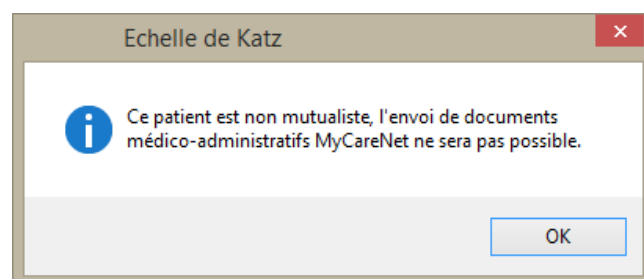 Echelle de Katz
Ce patient est non mutualiste, l'envoi de documents
médico-administratifs MyCareNet ne sera pas possible.
OK